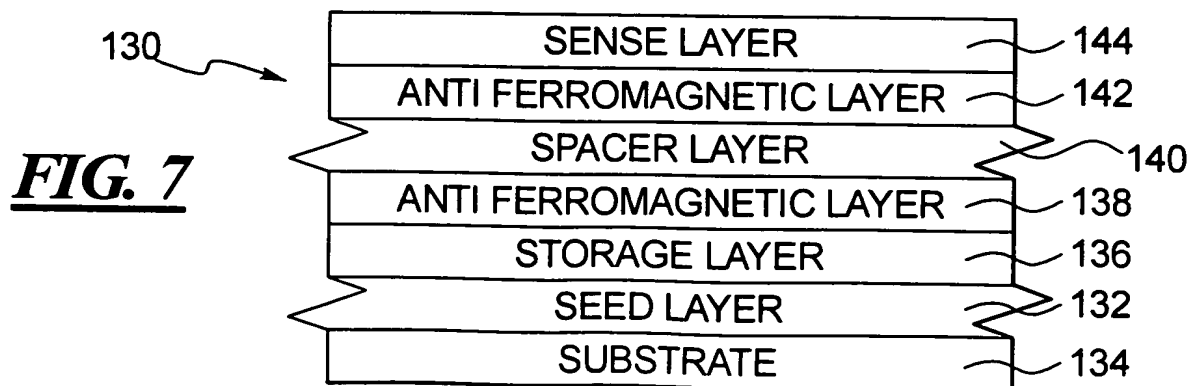 130
FIG. 7
SENSE LAYER 144
ANTI FERROMAGNETIC LAYER 142
SPACER LAYER 140
ANTI FERROMAGNETIC LAYER 138
STORAGE LAYER 136
SEED LAYER 132
SUBSTRATE 134